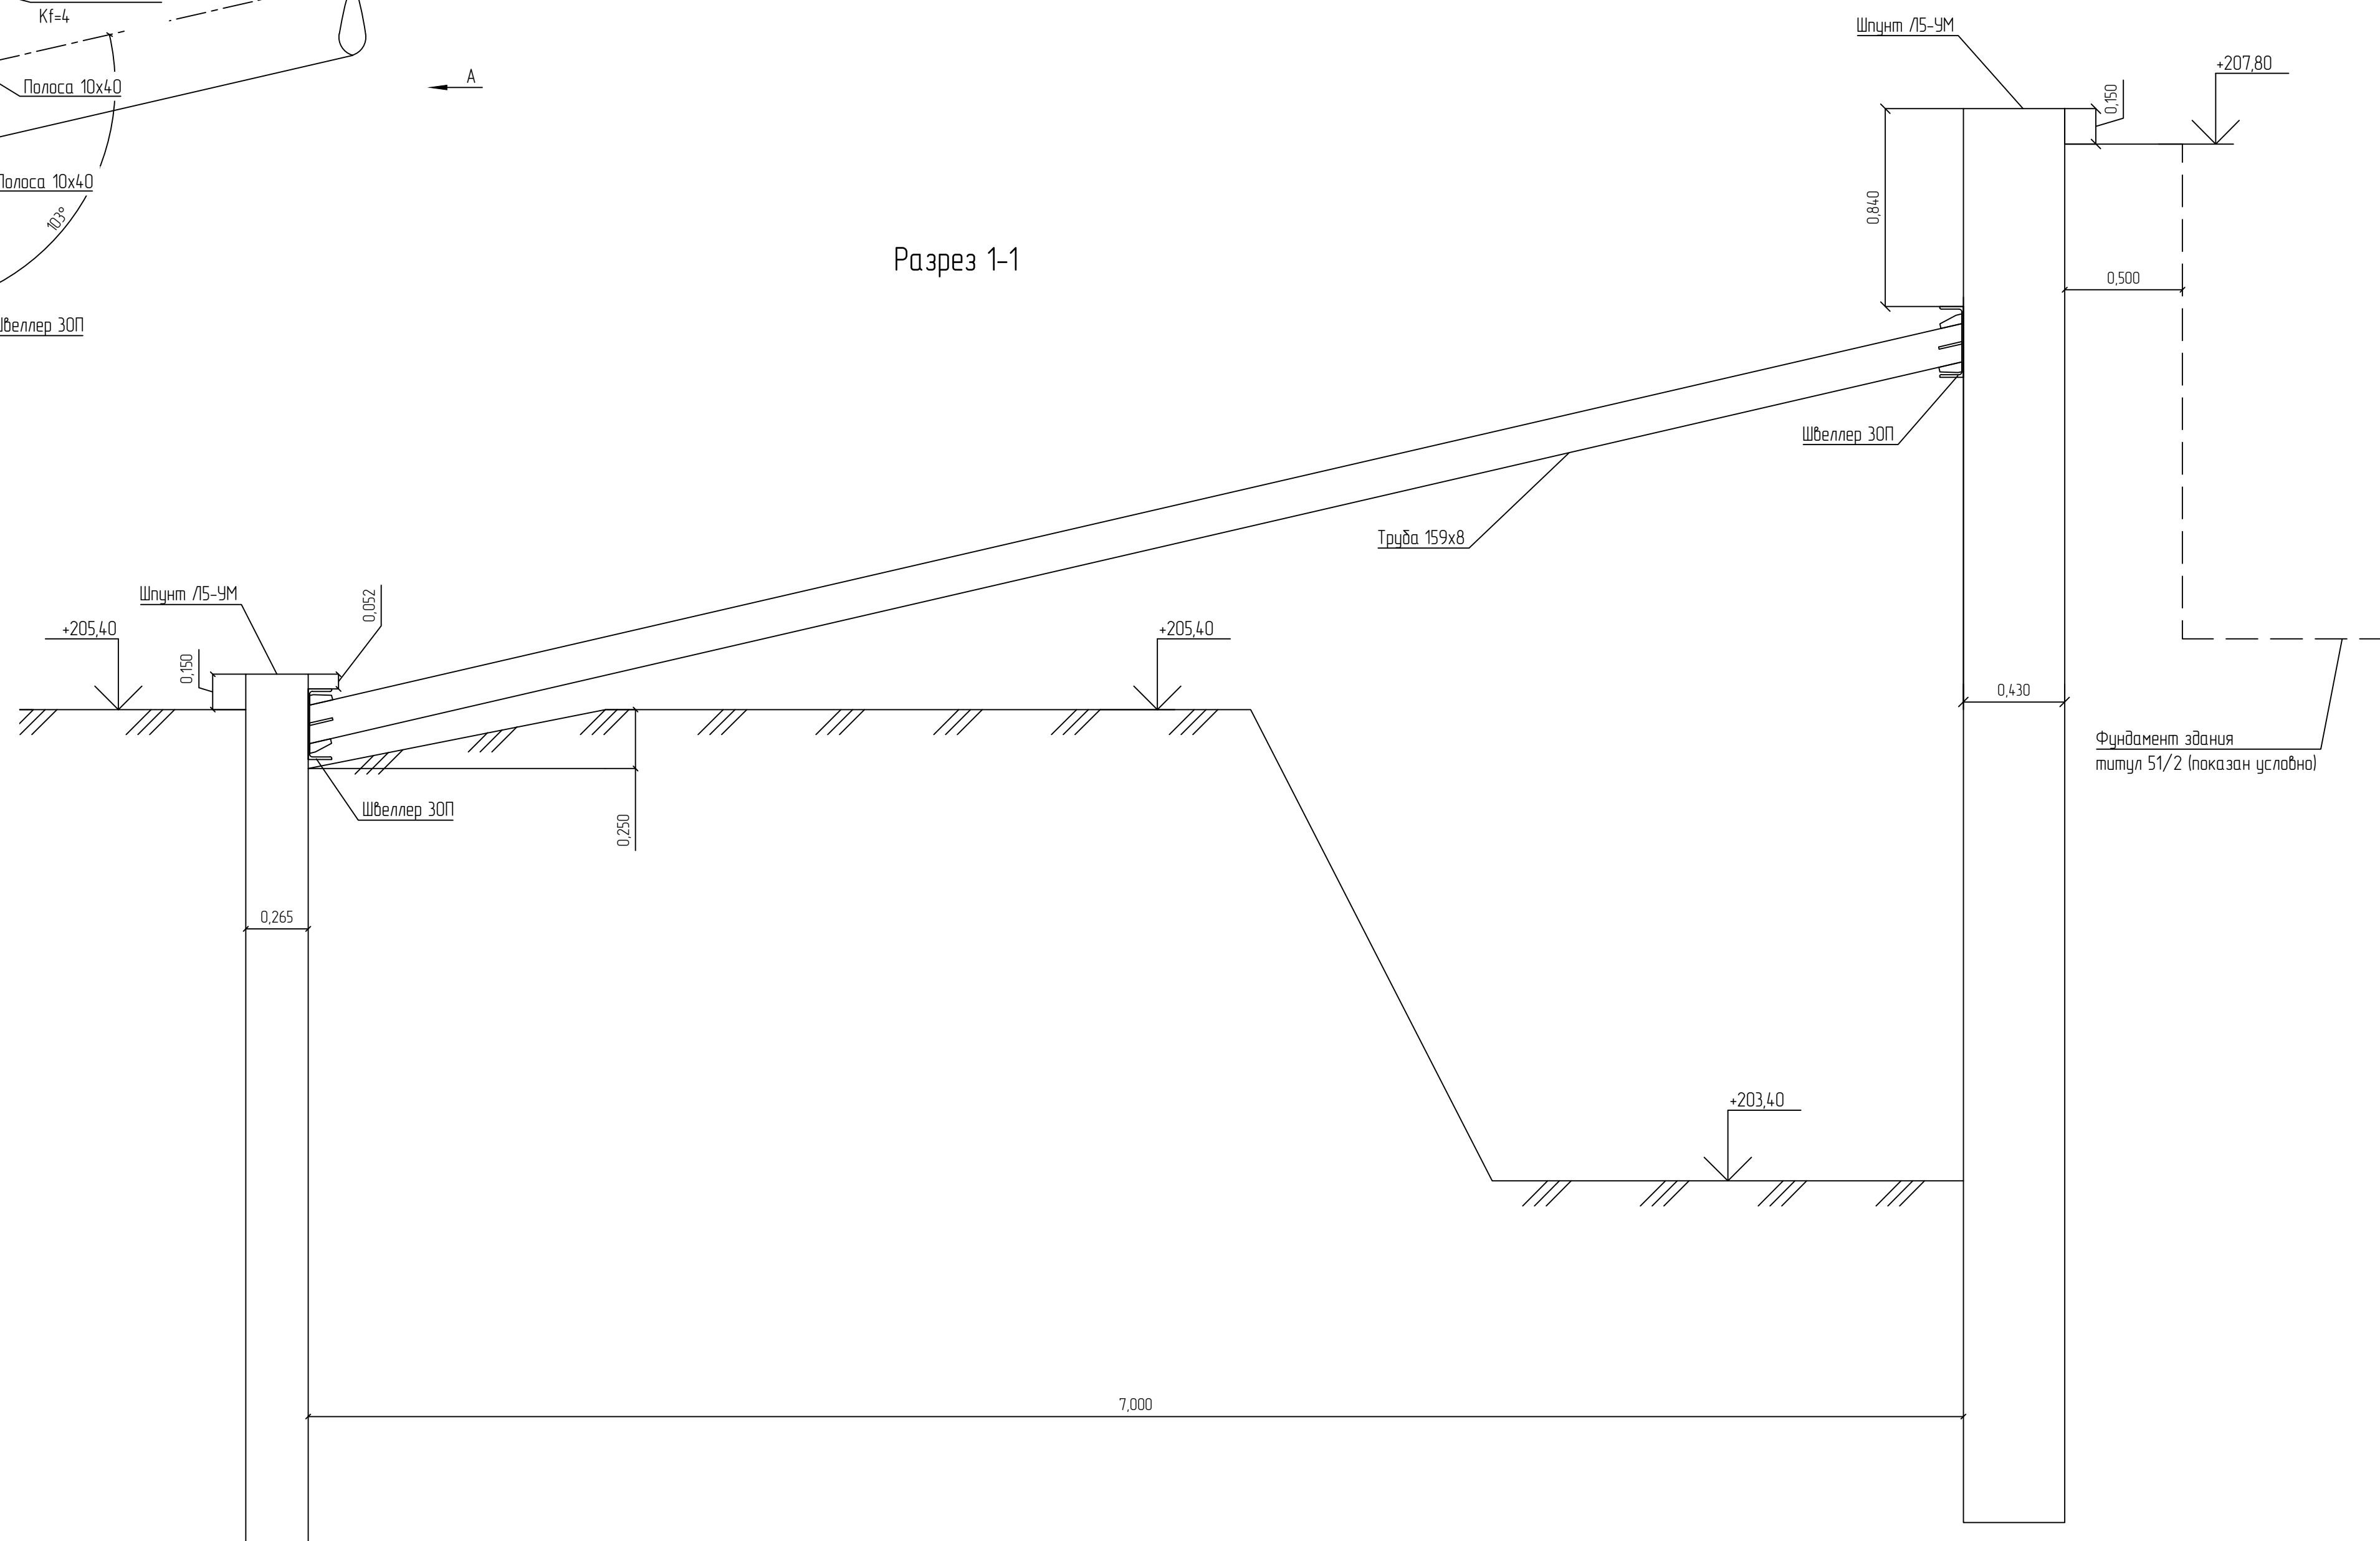 Kf=4
Полоса 10х40
Полоса 10х40
103°
Швеллер 30П
А
Разрез 1-1
Шпунт Л5-УМ
+207,80
0,150
0,840
0,500
Швеллер 30П
Труба 159х8
Шпунт Л5-УМ
0,052
+205,40
0,150
+205,40
0,430
Фундамент здания
титул 51/2 (показан условно)
Швеллер 30П
0,250
0,265
+203,40
7,000